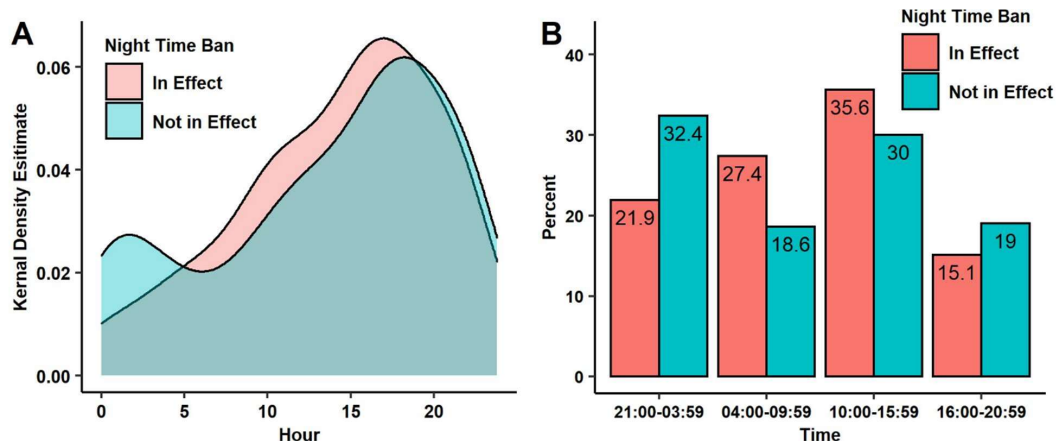 A
Night Time Ban
In Effect
Not in Effect
Kernal Density Esitimate
0.06
0.04
0.02
0.00
0 5 10 15 20
Hour
B
Night Time Ban
In Effect
Not in Effect
Percent
40
30
20
10
0
21.9 32.4 27.4 18.6 35.6 30 15.1 19
21:00-03:59 04:00-09:59 10:00-15:59 16:00-20:59
Time